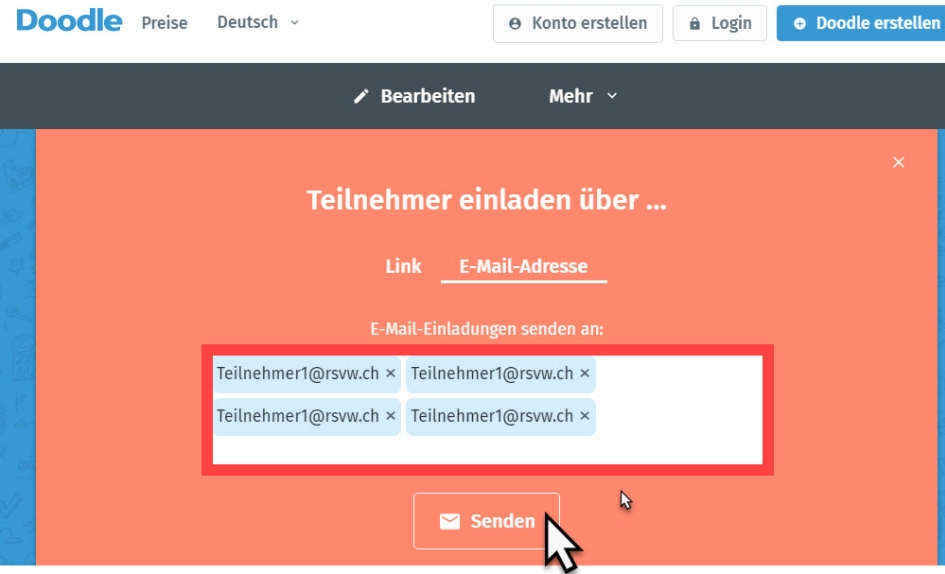 Doodle Preise Deutsch Konto erstellen Login Doodle erstellen
Bearbeiten Mehr
Teilnehmer einladen über ...
Link E-Mail-Adresse
E-Mail-Einladungen senden an:
Teilnehmer1@rsvw.ch × Teilnehmer1@rsvw.ch ×
Teilnehmer1@rsvw.ch × Teilnehmer1@rsvw.ch ×
Senden